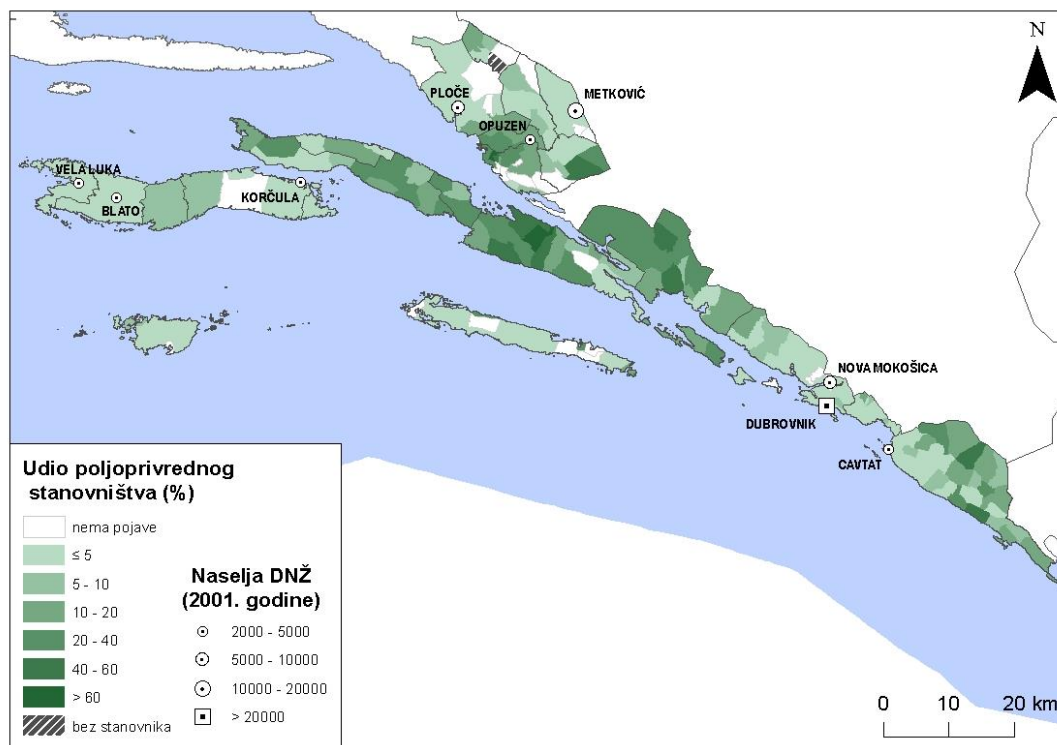 N
PLOČE
METKOVIĆ
OPUZEN
VELA LUKA
BLATO
KORČULA
NOVA MOKOŠICA
DUBROVNIK
CAVTAT
Udio poljoprivrednog
stanovništva (%)
nema pojave
≤ 5
5 - 10
10 - 20
20 - 40
40 - 60
> 60
bez stanovnika
Naselja DNŽ
(2001. godine)
2000 - 5000
5000 - 10000
10000 - 20000
> 20000
0 10 20 km